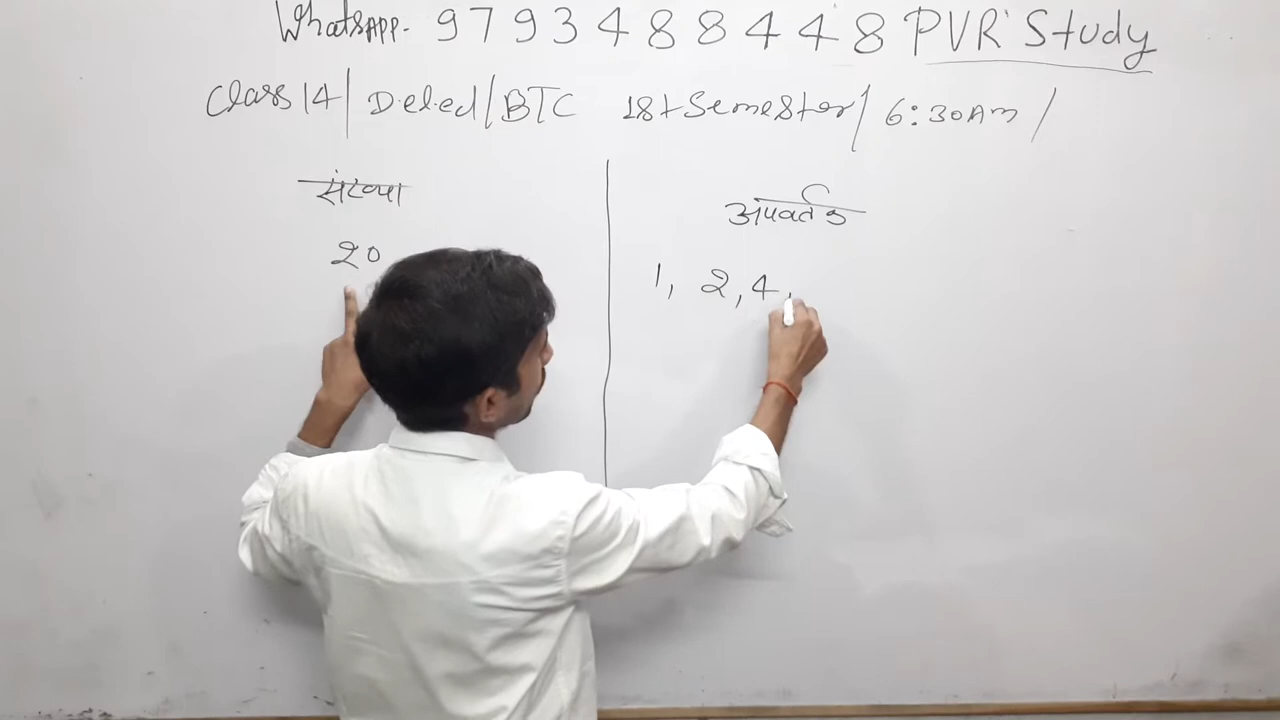 WhatsAPP. 9793488448 PVR Study
Class 14/ D.el.ed/BTC 1st Semester/ 6:30Am /
संख्या
अपवर्तक
20
1, 2, 4,